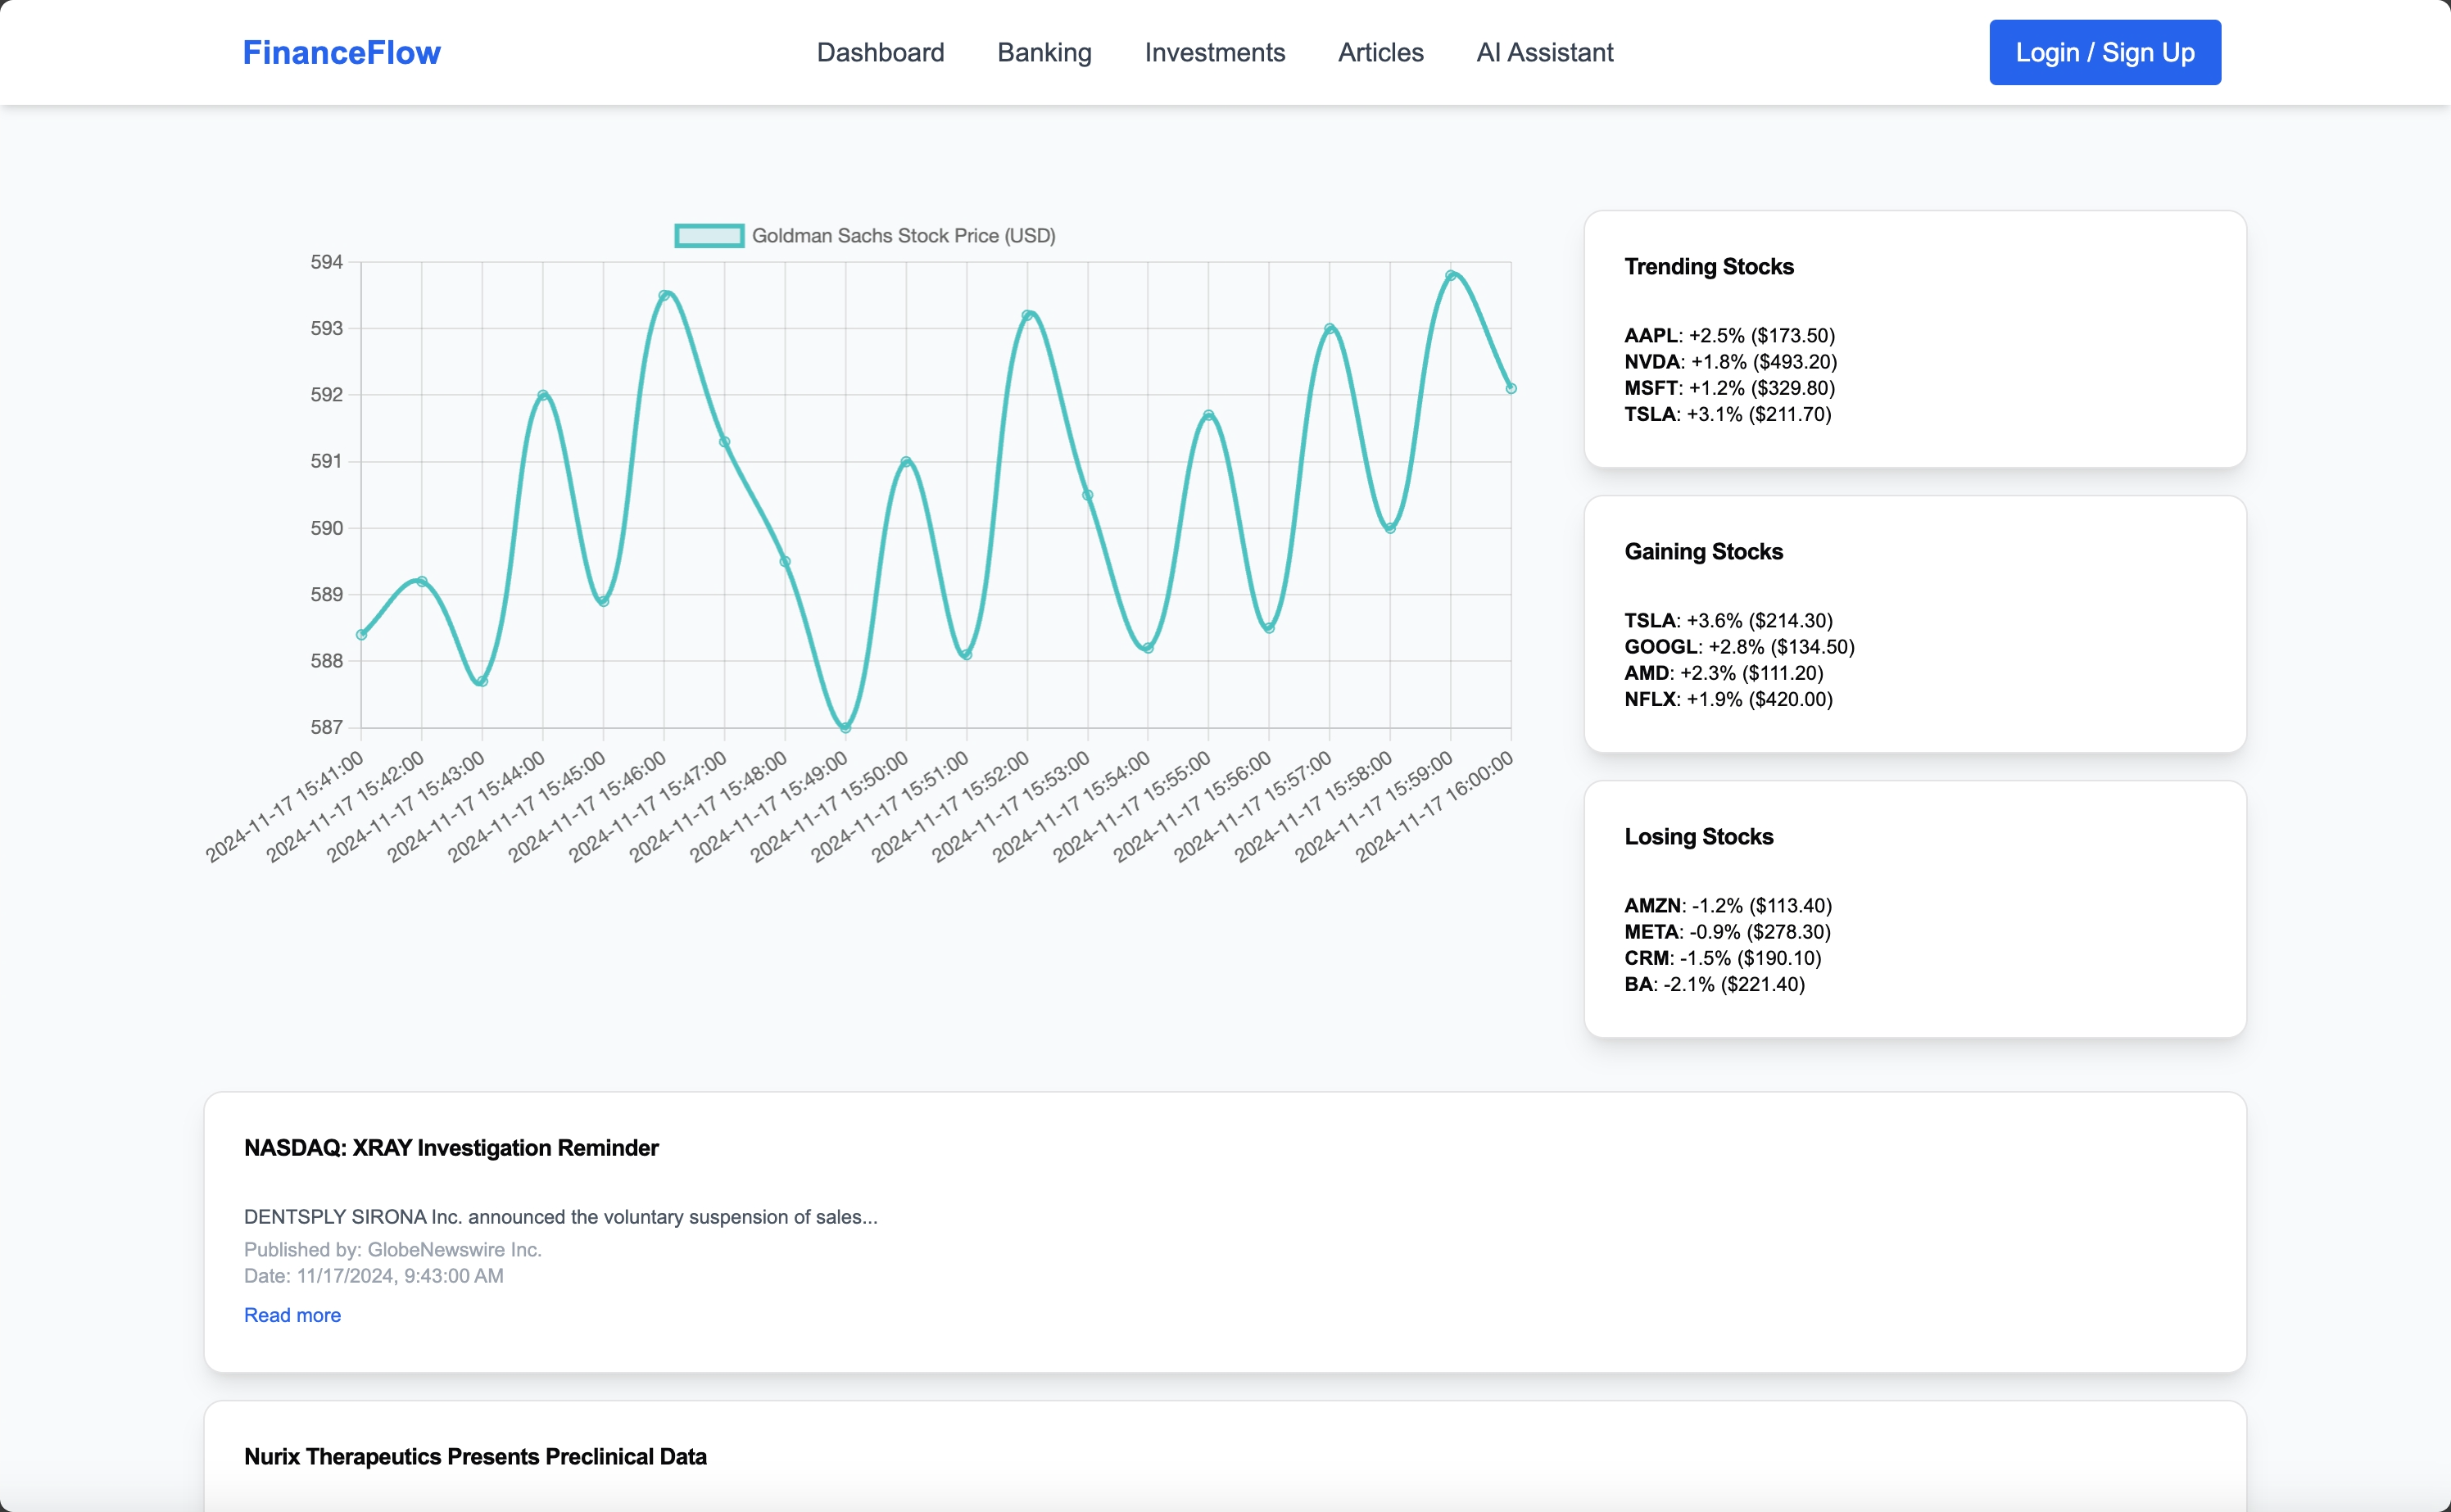 FinanceFlow
Dashboard
Banking
Investments
Articles
AI Assistant
Login / Sign Up
Goldman Sachs Stock Price (USD)
594
593
592
591
590
589
588
587
2024-11-17 15:41:00
2024-11-17 15:42:00
2024-11-17 15:43:00
2024-11-17 15:44:00
2024-11-17 15:45:00
2024-11-17 15:46:00
2024-11-17 15:47:00
2024-11-17 15:48:00
2024-11-17 15:49:00
2024-11-17 15:50:00
2024-11-17 15:51:00
2024-11-17 15:52:00
2024-11-17 15:53:00
2024-11-17 15:54:00
2024-11-17 15:55:00
2024-11-17 15:56:00
2024-11-17 15:57:00
2024-11-17 15:58:00
2024-11-17 15:59:00
2024-11-17 16:00:00
Trending Stocks
AAPL: +2.5% ($173.50)
NVDA: +1.8% ($493.20)
MSFT: +1.2% ($329.80)
TSLA: +3.1% ($211.70)
Gaining Stocks
TSLA: +3.6% ($214.30)
GOOGL: +2.8% ($134.50)
AMD: +2.3% ($111.20)
NFLX: +1.9% ($420.00)
Losing Stocks
AMZN: -1.2% ($113.40)
META: -0.9% ($278.30)
CRM: -1.5% ($190.10)
BA: -2.1% ($221.40)
NASDAQ: XRAY Investigation Reminder
DENTSPLY SIRONA Inc. announced the voluntary suspension of sales...
Published by: GlobeNewswire Inc.
Date: 11/17/2024, 9:43:00 AM
Read more
Nurix Therapeutics Presents Preclinical Data